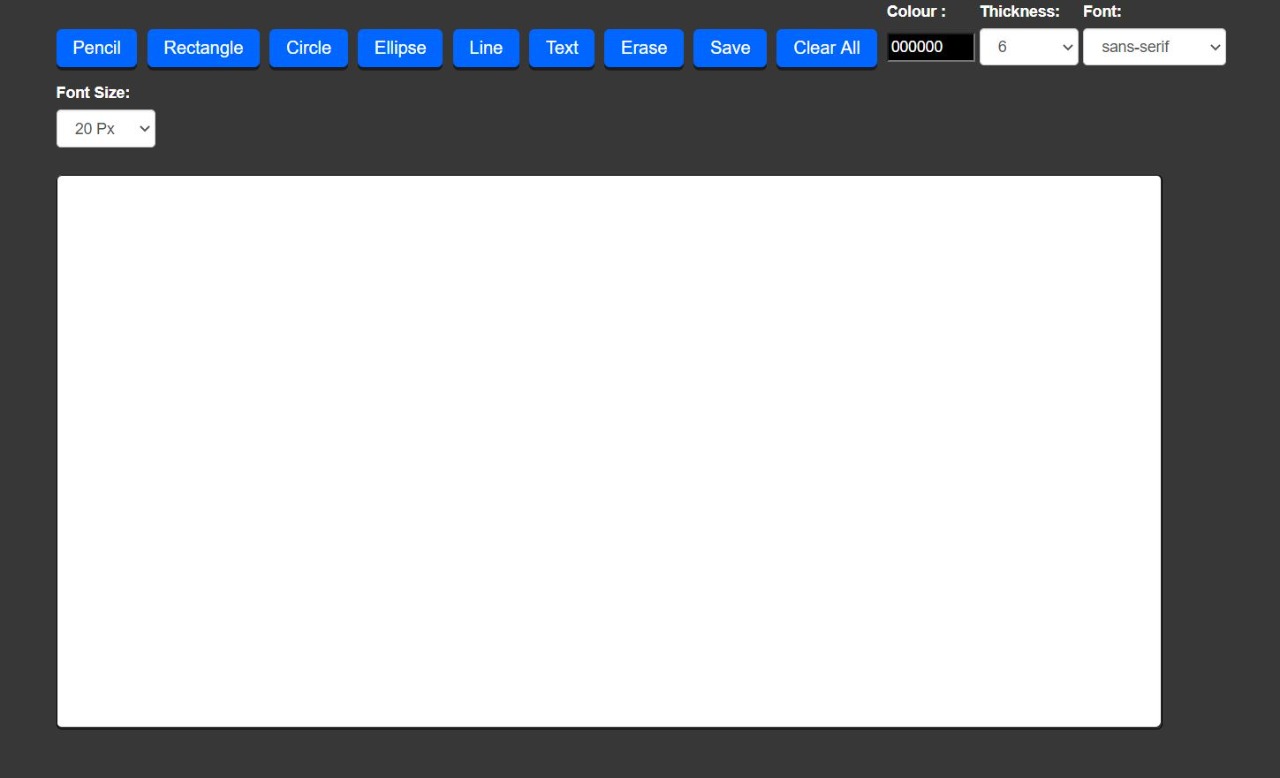 Colour : Thickness: Font:
Pencil Rectangle Circle Ellipse Line Text Erase Save Clear All 000000 6 sans-serif
Font Size:
20 Px